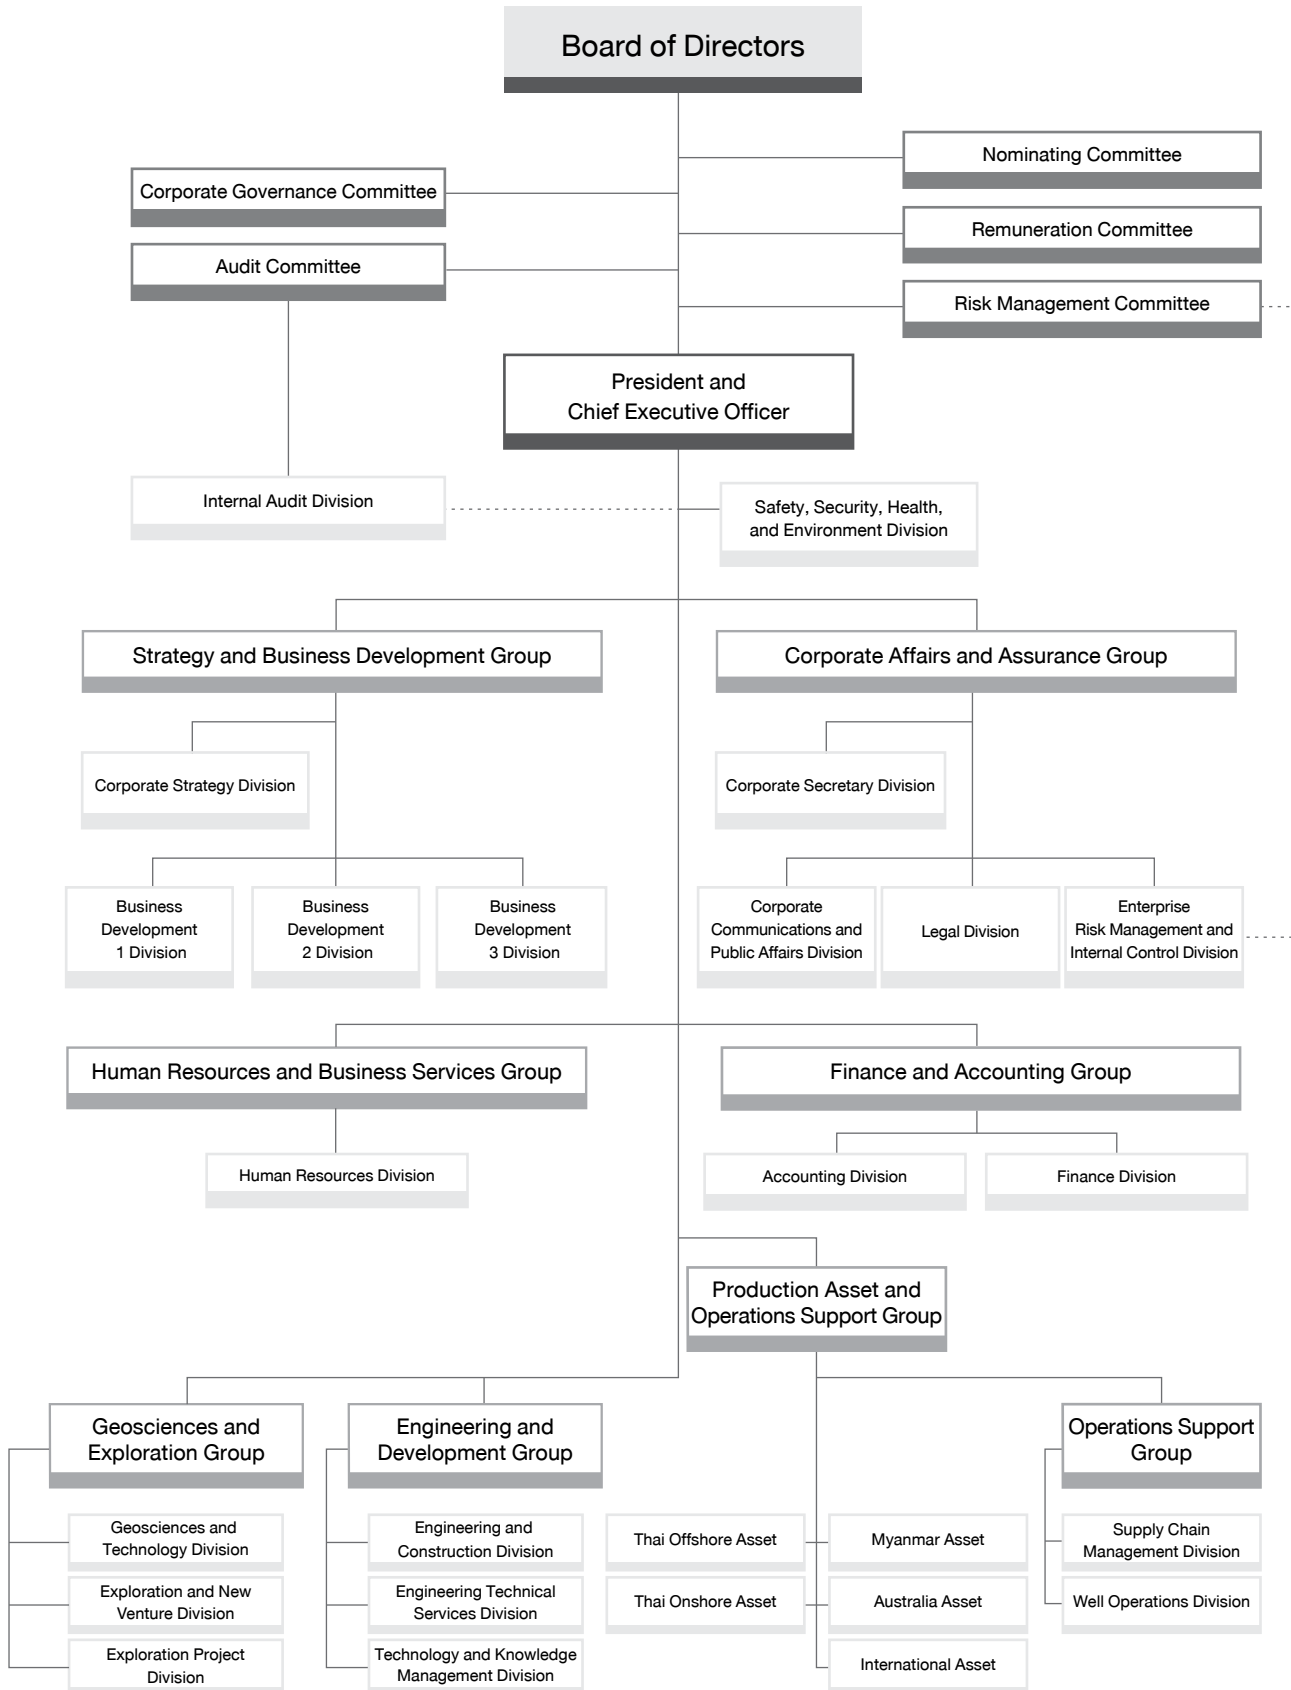 Board of Directors
Nominating Committee
Corporate Governance Committee
Remuneration Committee
Audit Committee
Risk Management Committee
President and
Chief Executive Officer
Internal Audit Division
Safety, Security, Health,
and Environment Division
Strategy and Business Development Group
Corporate Affairs and Assurance Group
Corporate Strategy Division
Corporate Secretary Division
Business
Development
1 Division
Business
Development
2 Division
Business
Development
3 Division
Corporate
Communications and
Public Affairs Division
Legal Division
Enterprise
Risk Management and
Internal Control Division
Human Resources and Business Services Group
Finance and Accounting Group
Human Resources Division
Accounting Division
Finance Division
Production Asset and
Operations Support Group
Geosciences and
Exploration Group
Engineering and
Development Group
Operations Support
Group
Geosciences and
Technology Division
Engineering and
Construction Division
Thai Offshore Asset
Myanmar Asset
Supply Chain
Management Division
Exploration and New
Venture Division
Engineering Technical
Services Division
Thai Onshore Asset
Australia Asset
Well Operations Division
Exploration Project
Division
Technology and Knowledge
Management Division
International Asset